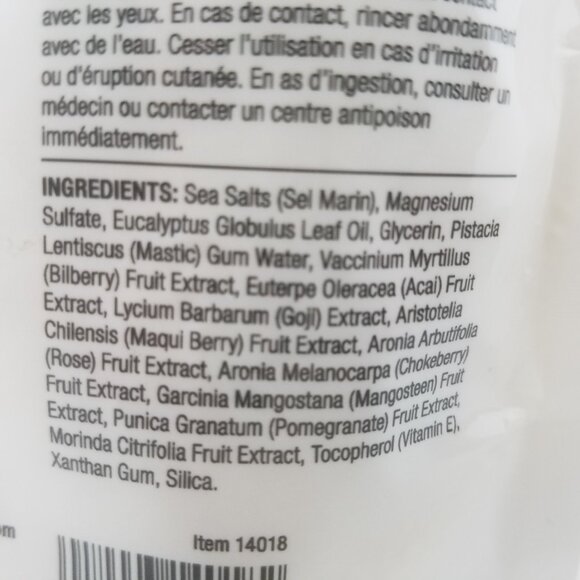 contact
avec les yeux. En cas de contact, rincer abondamment
avec de l'eau. Cesser l'utilisation en cas d'irritation
ou d'éruption cutanée. En as d'ingestion, consulter un
médecin ou contacter un centre antipoison
immédiatement.
INGREDIENTS: Sea Salts (Sel Marin), Magnesium
Sulfate, Eucalyptus Globulus Leaf Oil, Glycerin, Pistacia
Lentiscus (Mastic) Gum Water, Vaccinium Myrtillus
(Bilberry) Fruit Extract, Euterpe Oleracea (Acai) Fruit
Extract, Lycium Barbarum (Goji) Extract, Aristotelia
Chilensis (Maqui Berry) Fruit Extract, Aronia Arbutifolia
(Rose) Fruit Extract, Aronia Melanocarpa (Chokeberry)
Fruit Extract, Garcinia Mangostana (Mangosteen) Fruit
Extract, Punica Granatum (Pomegranate) Fruit Extract,
Morinda Citrifolia Fruit Extract, Tocopherol (Vitamin E),
Xanthan Gum, Silica.
om
Item 14018